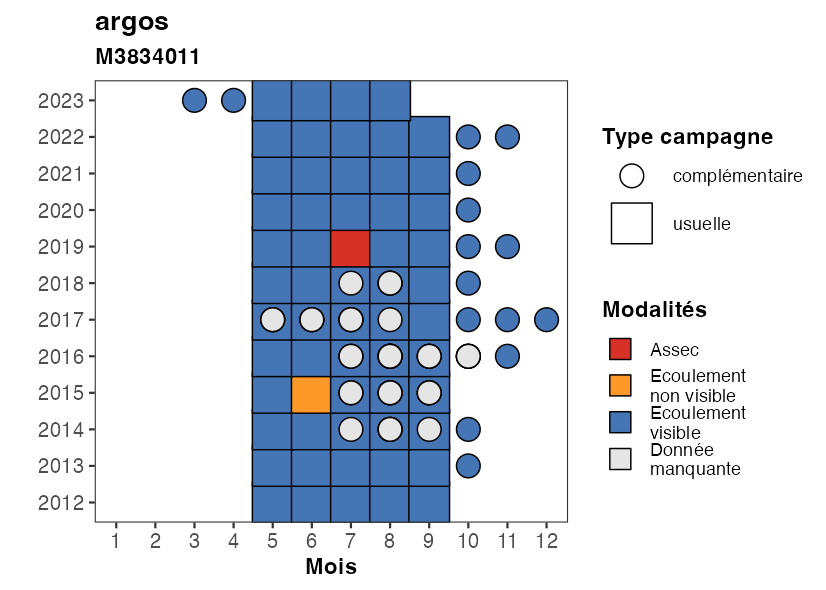 argos
M3834011
2023
2022
2021
2020
2019
2018
2017
2016
2015
2014
2013
2012
1 2 3 4 5 6 7 8 9 10 11 12
Mois
Type campagne
complémentaire
usuelle
Modalités
Assec
Ecoulement
non visible
Ecoulement
visible
Donnée
manquante